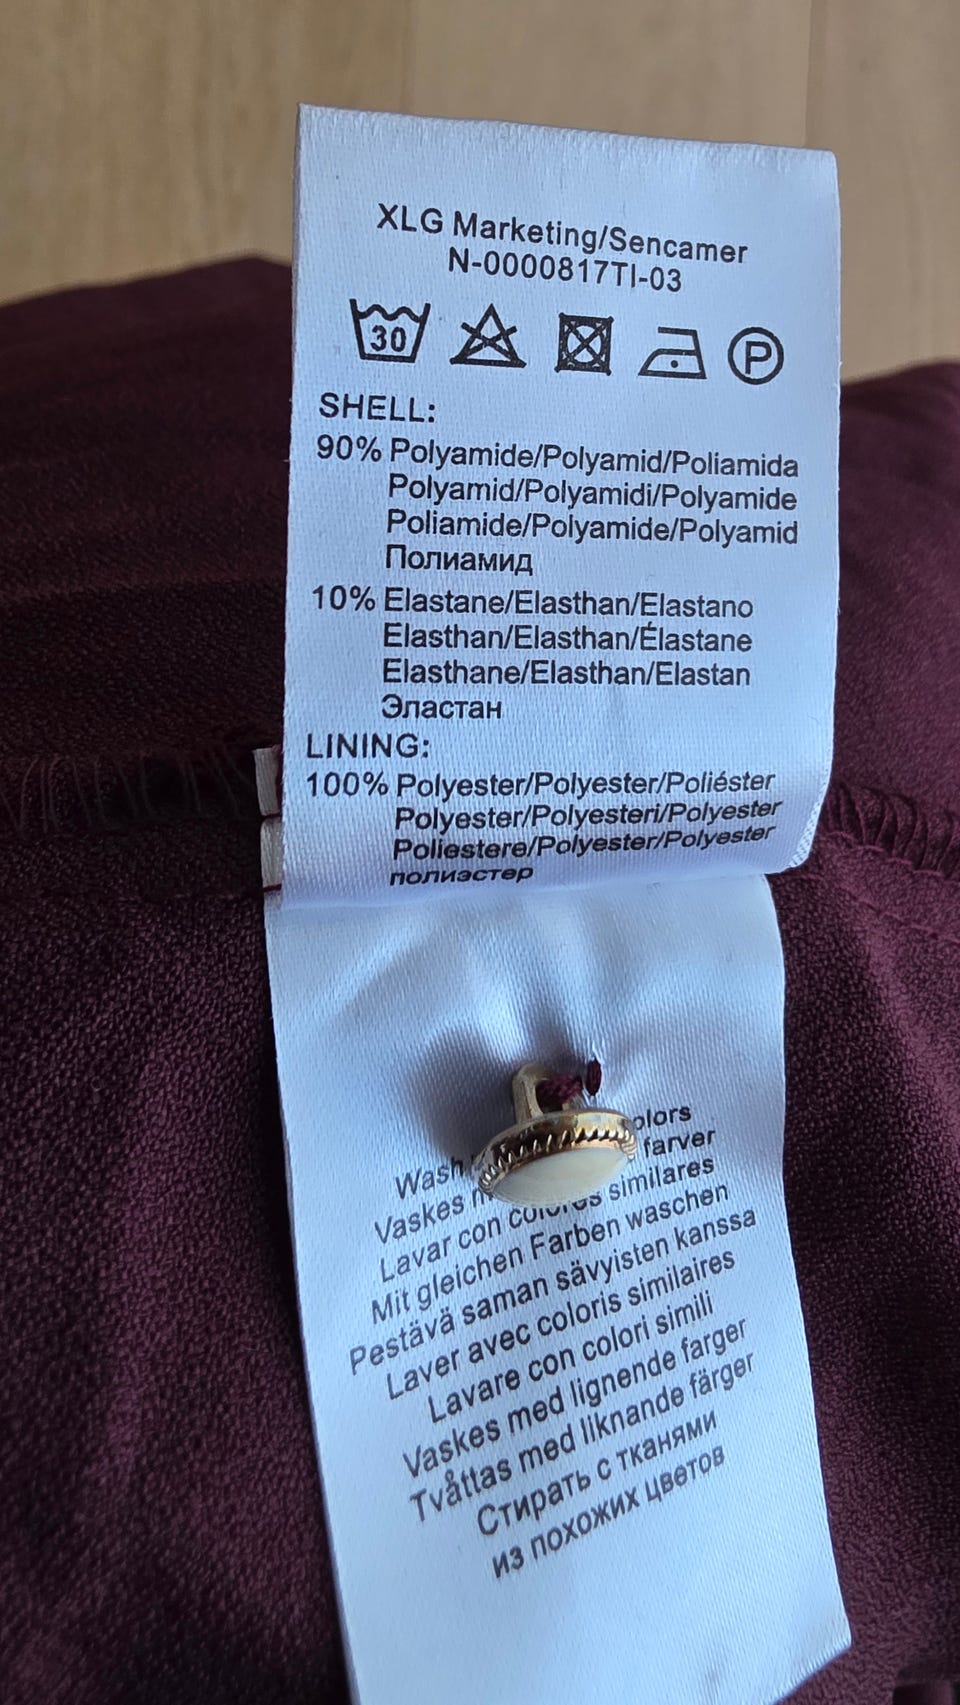 XLG Marketing/Sencamer
N-0000817TI-03
30
P
SHELL:
90% Polyamide/Polyamid/Poliamida
Polyamid/Polyamidi/Polyamide
Poliamide/Polyamide/Polyamid
Полиамид
10% Elastane/Elasthan/Elastano
Elasthan/Elasthan/Élastane
Elasthane/Elasthan/Elastan
Эластан
LINING:
100% Polyester/Polyester/Poliéster
Polyester/Polyesteri/Polyester
Poliestere/Polyester/Polyester
полиэстер
Wash
Vaskes farver
Lavar con colores similares
Mit gleichen Farben waschen
Pestävä saman sävyisten kanssa
Laver avec coloris similaires
Lavare con colori simili
Vaskes med lignende farger
Tvåttas med liknande färger
Стирать с тканями
из похожих цветов